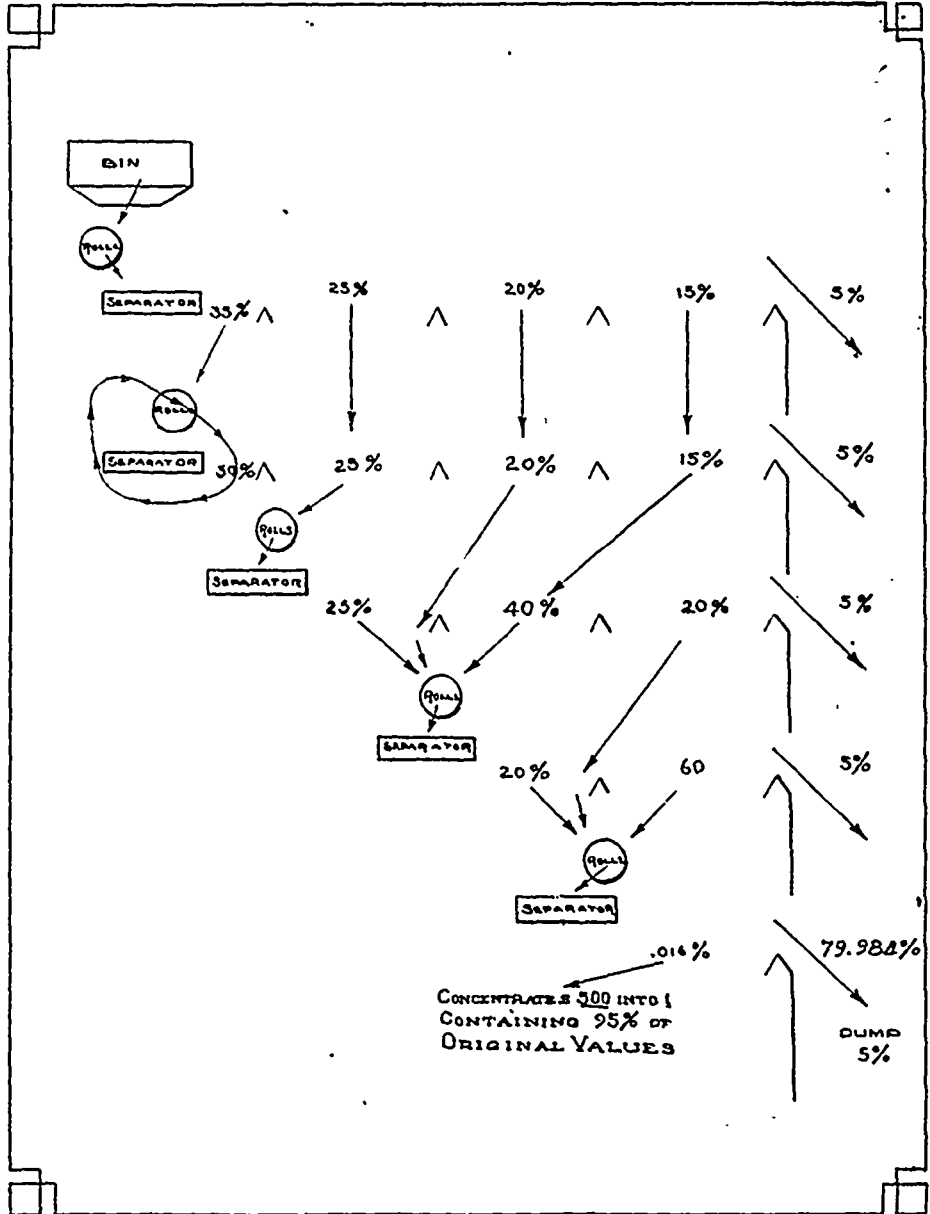 BIN
ROLLS
SEPARATOR
35% 25% 20% 15% 5%
ROLLS
SEPARATOR
30% 25% 20% 15% 5%
ROLLS
SEPARATOR
25% 40% 20% 5%
ROLLS
SEPARATOR
20% 60 5%
ROLLS
SEPARATOR
.016% 79.984%
CONCENTRATES 500 INTO 1
CONTAINING 95% OF
ORIGINAL VALUES
DUMP
5%